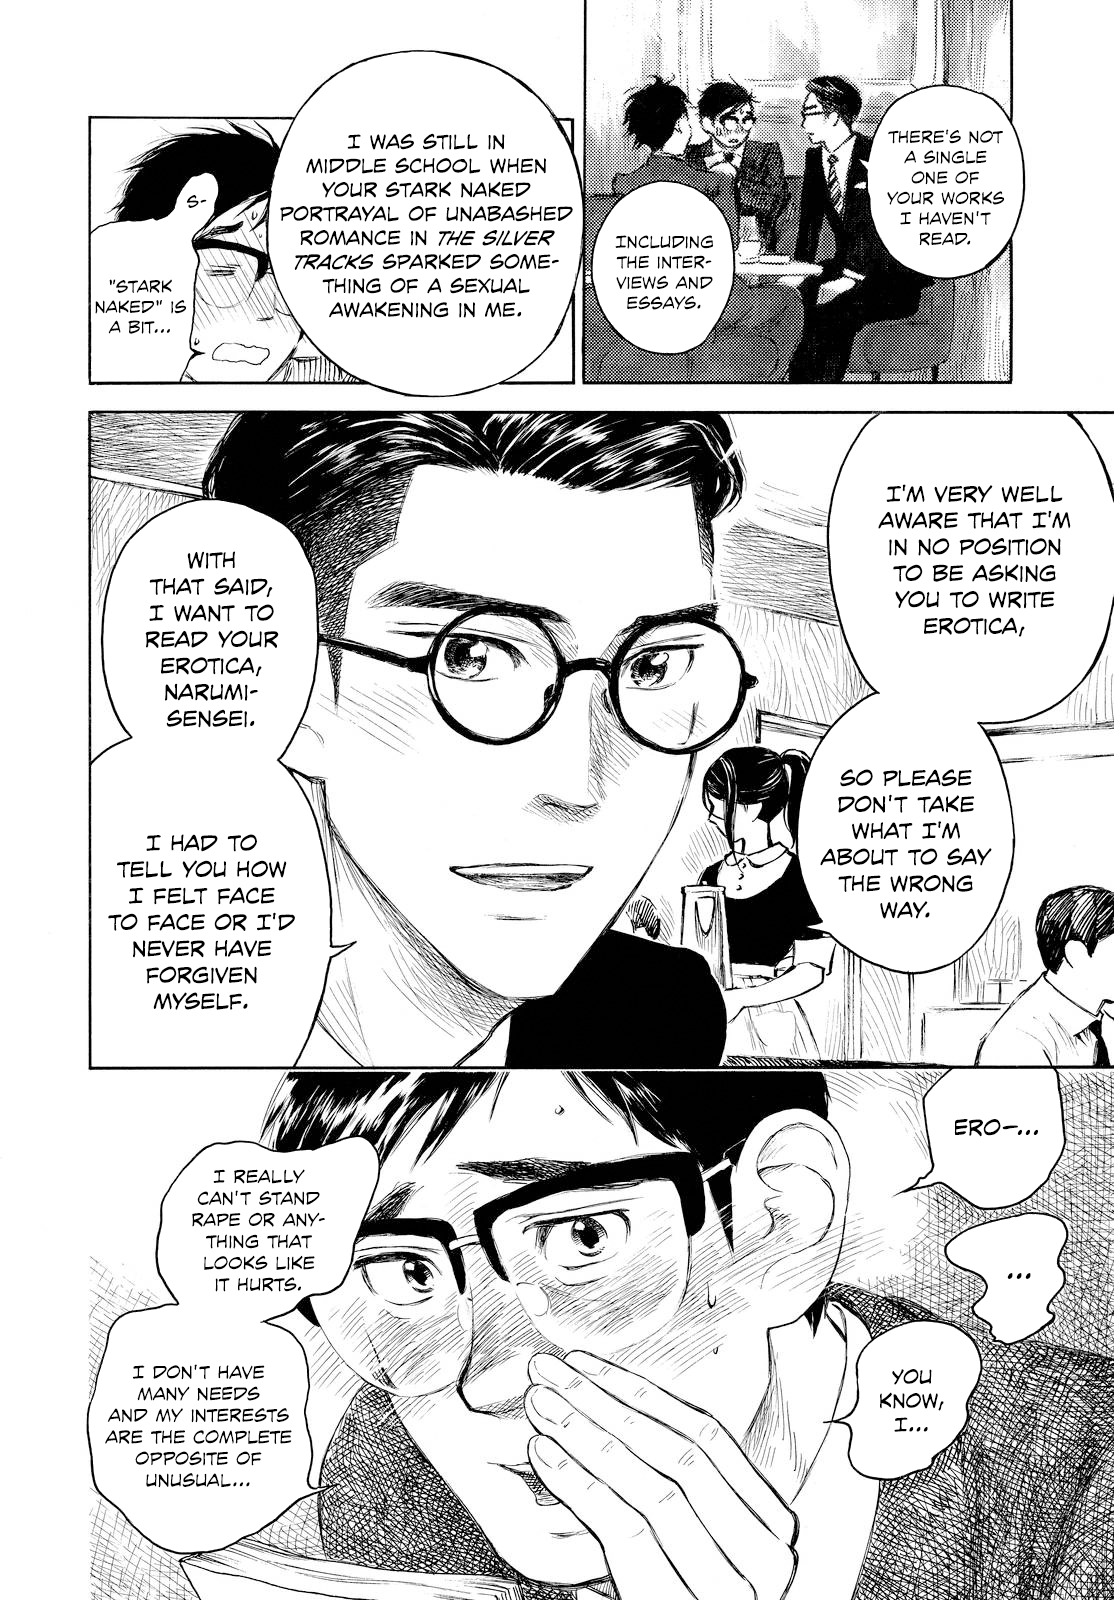 THERE'S NOT
A SINGLE
ONE OF
YOUR WORKS
I HAVEN'T
READ.
INCLUDING
THE INTER-
VIEWS AND
ESSAYS.
I WAS STILL IN
MIDDLE SCHOOL WHEN
YOUR STARK NAKED
PORTRAYAL OF UNABASHED
ROMANCE IN THE SILVER
TRACKS SPARKED SOME-
THING OF A SEXUAL
AWAKENING IN ME.
S-
"STARK
NAKED" IS
A BIT...
I'M VERY WELL
AWARE THAT I'M
IN NO POSITION
TO BE ASKING
YOU TO WRITE
EROTICA,
SO PLEASE
DON'T TAKE
WHAT I'M
ABOUT TO SAY
THE WRONG
WAY.
WITH
THAT SAID,
I WANT TO
READ YOUR
EROTICA,
NARUMI-
SENSEI.
I HAD TO
TELL YOU HOW
I FELT FACE
TO FACE OR I'D
NEVER HAVE
FORGIVEN
MYSELF.
ERO-...
...
YOU
KNOW,
I...
I REALLY
CAN'T STAND
RAPE OR ANY-
THING THAT
LOOKS LIKE
IT HURTS.
I DON'T HAVE
MANY NEEDS
AND MY INTERESTS
ARE THE COMPLETE
OPPOSITE OF
UNUSUAL...